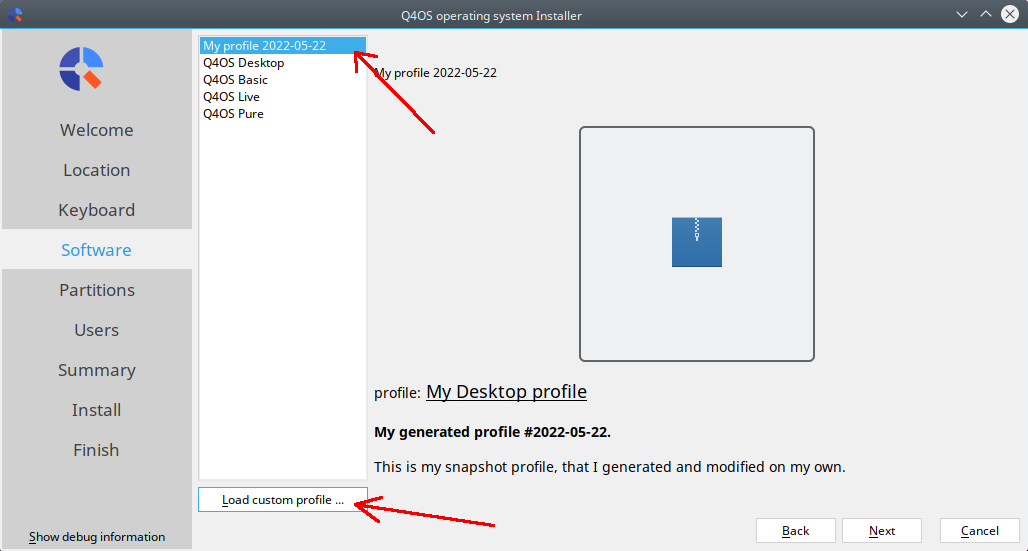 Q4OS operating system Installer
Welcome
Location
Keyboard
Software
Partitions
Users
Summary
Install
Finish
Show debug information
My profile 2022-05-22
Q4OS Desktop
Q4OS Basic
Q4OS Live
Q4OS Pure
Load custom profile ...
My profile 2022-05-22
profile: My Desktop profile
My generated profile #2022-05-22.
This is my snapshot profile, that I generated and modified on my own.
Back
Next
Cancel